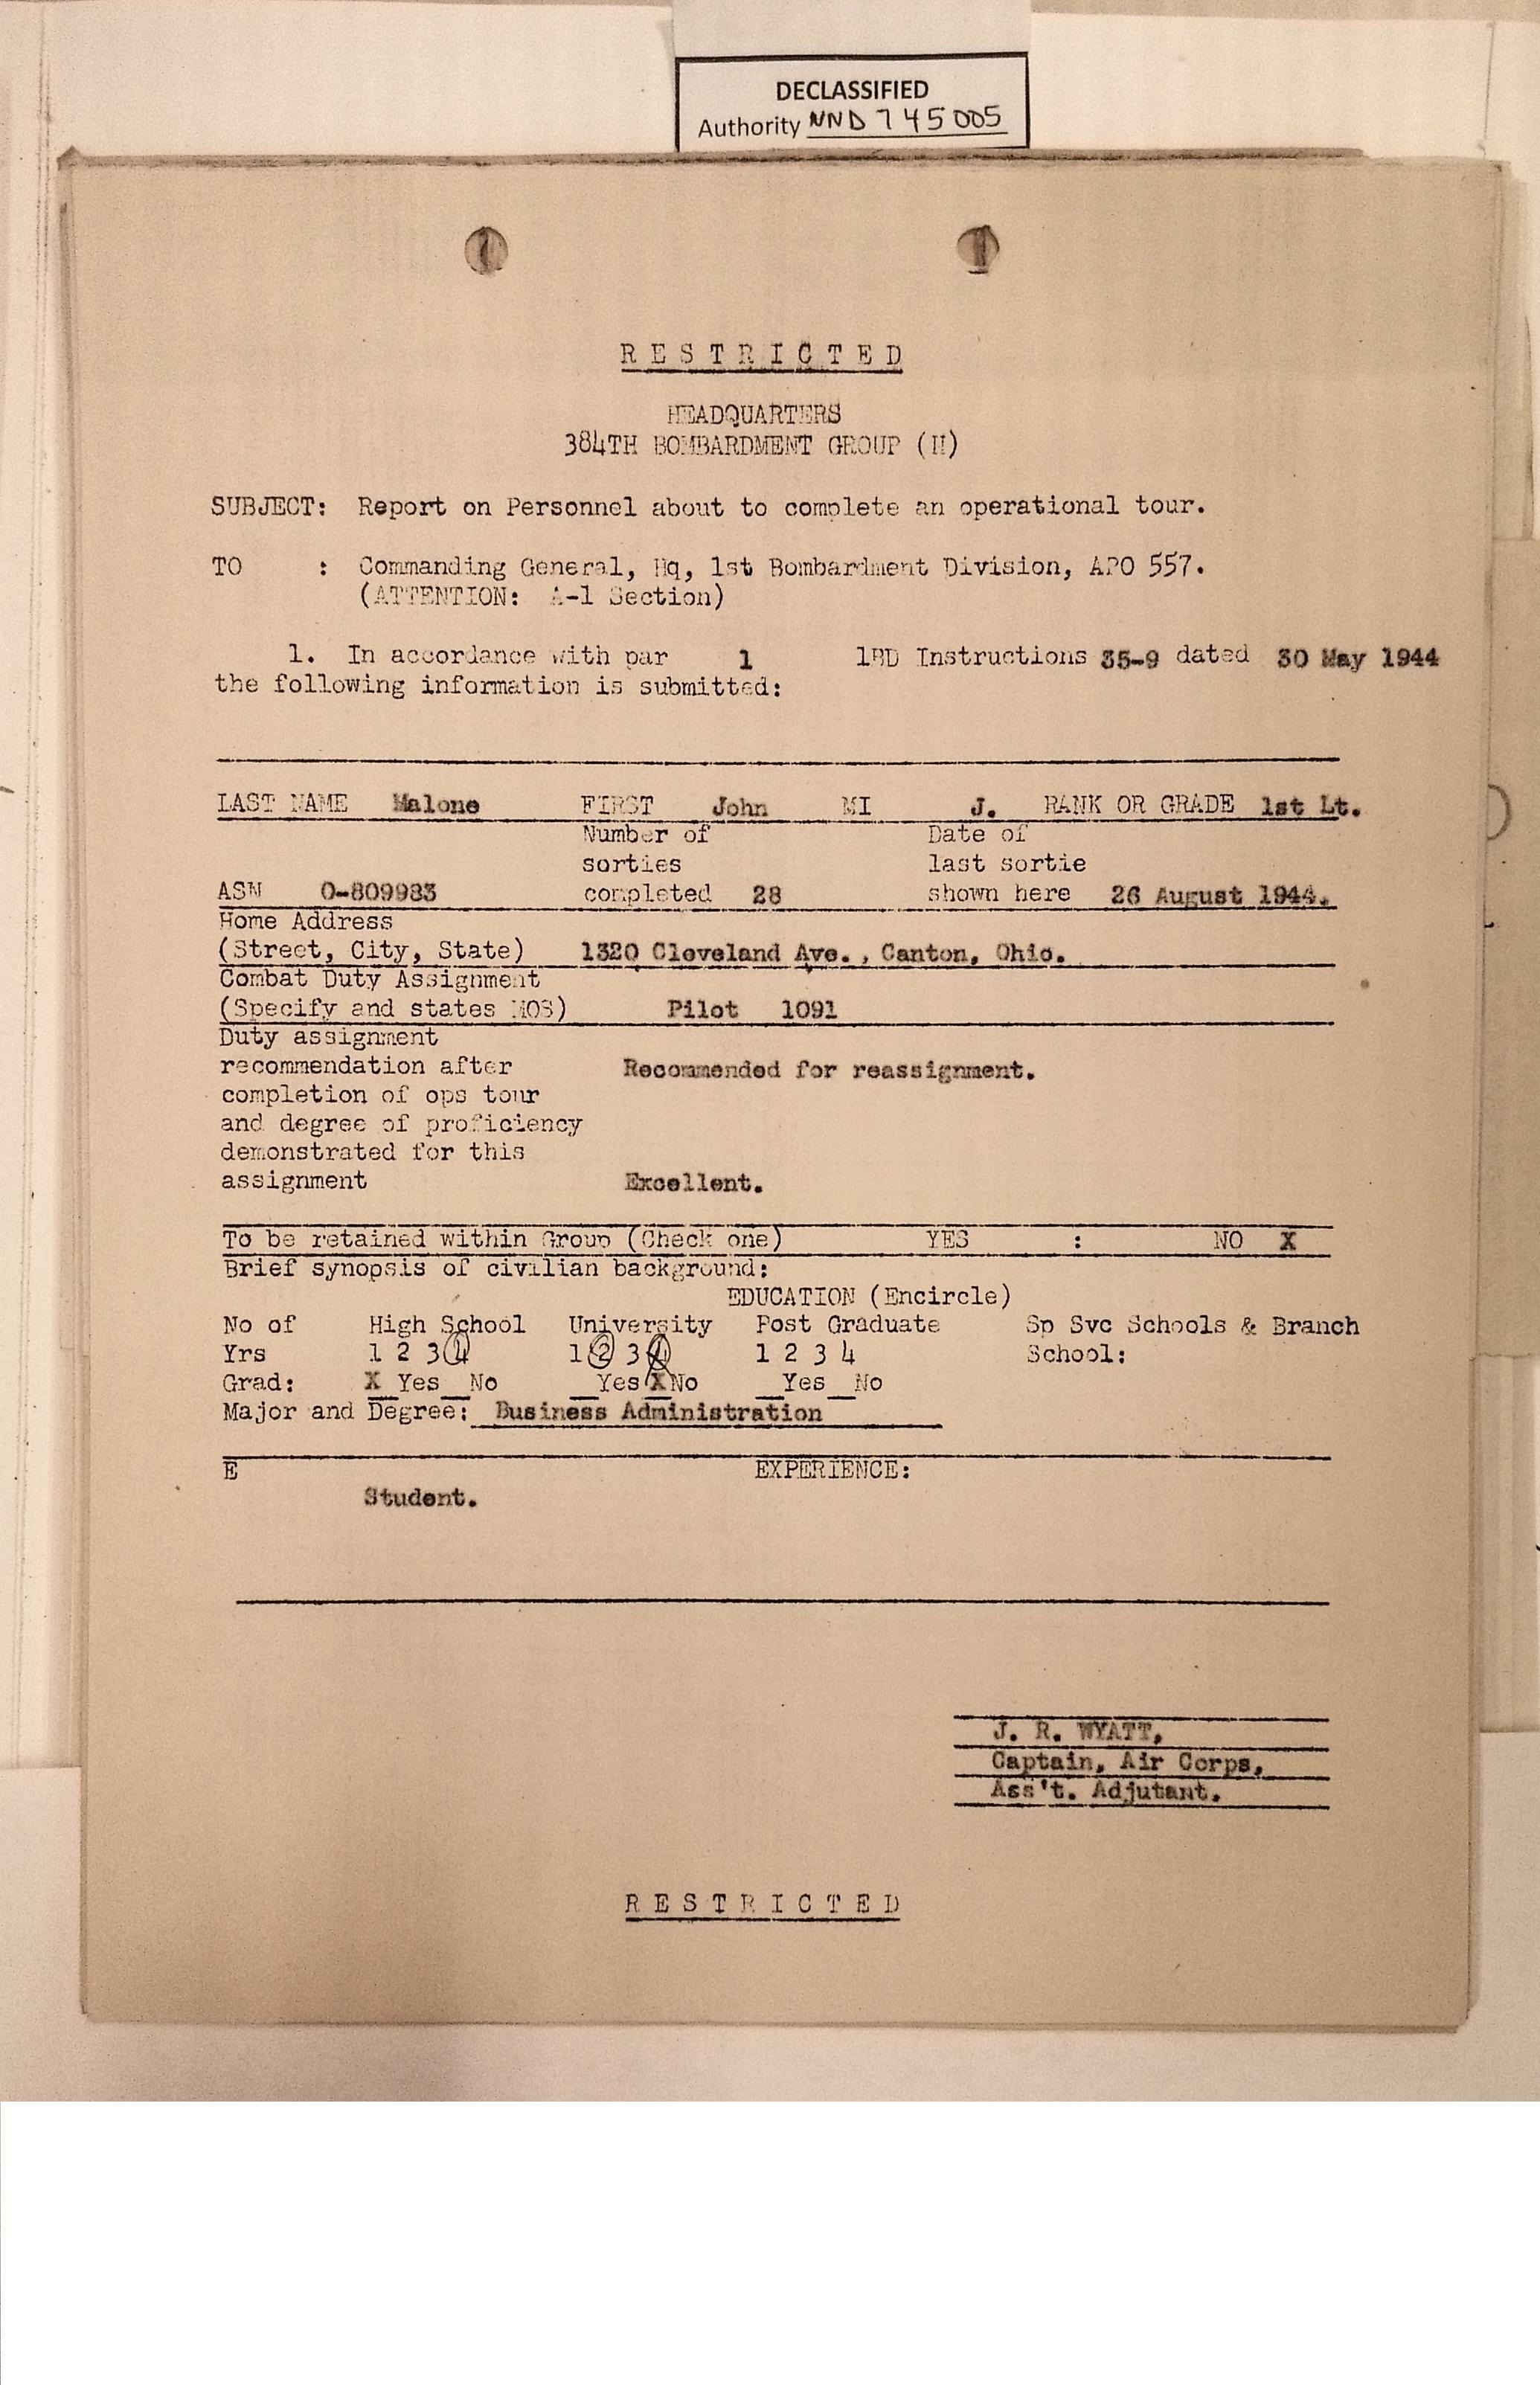 DECLASSIFIED
Authority NND 745005
RESTRICTED
HEADQUARTERS
384TH BOMBARDMENT GROUP (H)
SUBJECT: Report on Personnel about to complete an operational tour.
TO : Commanding General, Hq, 1st Bombardment Division, APO 557.
(ATTENTION: A-1 Section)
1. In accordance with par 1 1BD Instructions 35-9 dated 30 May 1944
the following information is submitted:
LAST NAME Malone FIRST John MI J. RANK OR GRADE 1st Lt.
Number of Date of
sorties last sortie
ASN O-809983 completed 28 shown here 26 August 1944.
Home Address
(Street, City, State) 1320 Cleveland Ave., Canton, Ohio.
Combat Duty Assignment
(Specify and states MOS) Pilot 1091
Duty assignment
recommendation after Recommended for reassignment.
completion of ops tour
and degree of proficiency
demonstrated for this
assignment Excellent.
To be retained within Group (Check one) YES : NO X
Brief synopsis of civilian background:
EDUCATION (Encircle)
No of High School University Post Graduate Sp Svc Schools & Branch
Yrs 1 2 3 4 1 2 3 4 1 2 3 4 School:
Grad: X Yes__No __Yes X No __Yes__No
Major and Degree: Business Administration
E EXPERIENCE:
Student.
J. R. WYATT,
Captain, Air Corps,
Ass't. Adjutant.
RESTRICTED